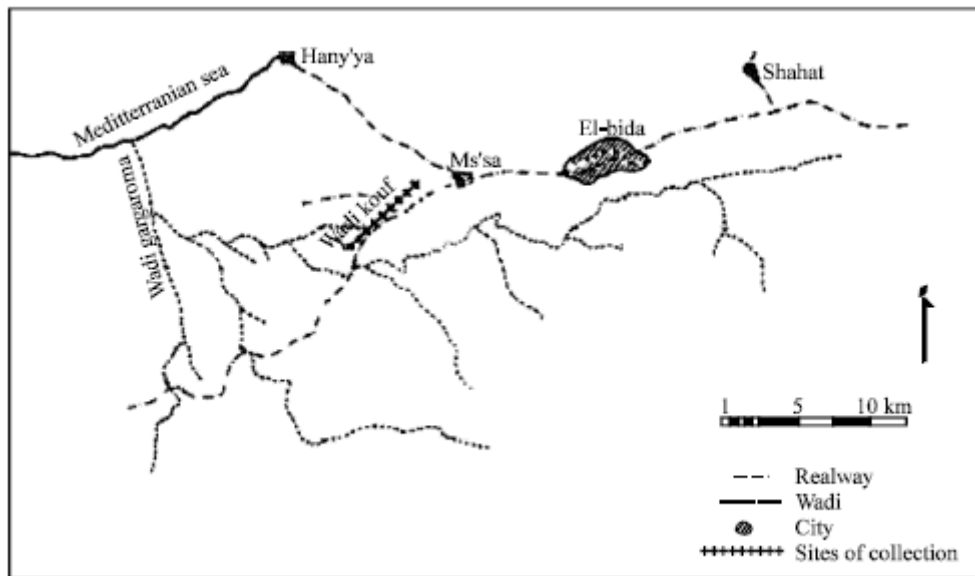 Hany'ya
Shahat
Meditterranian sea
El-bida
Ms'sa
Wadi kouf
Wadi gargaroma
1 5 10 km
Realway
Wadi
City
Sites of collection